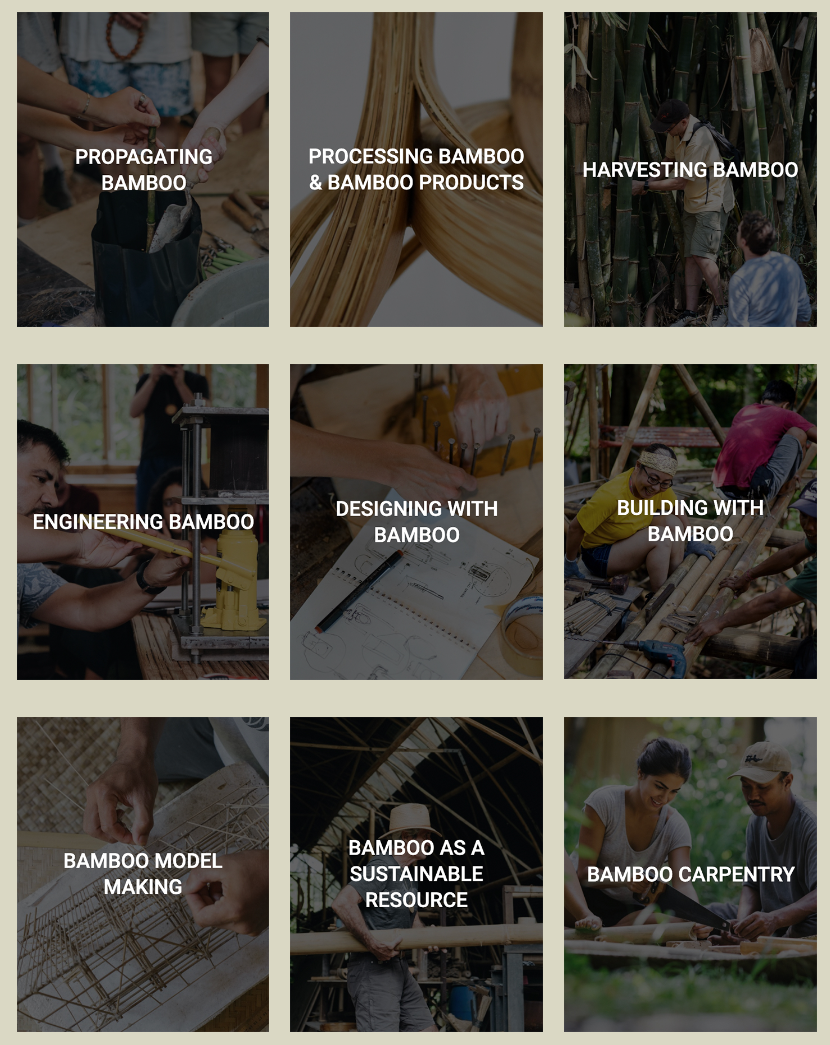 PROPAGATING
BAMBOO
PROCESSING BAMBOO
& BAMBOO PRODUCTS
HARVESTING BAMBOO
ENGINEERING BAMBOO
DESIGNING WITH
BAMBOO
BUILDING WITH
BAMBOO
BAMBOO MODEL
MAKING
BAMBOO AS A
SUSTAINABLE
RESOURCE
BAMBOO CARPENTRY